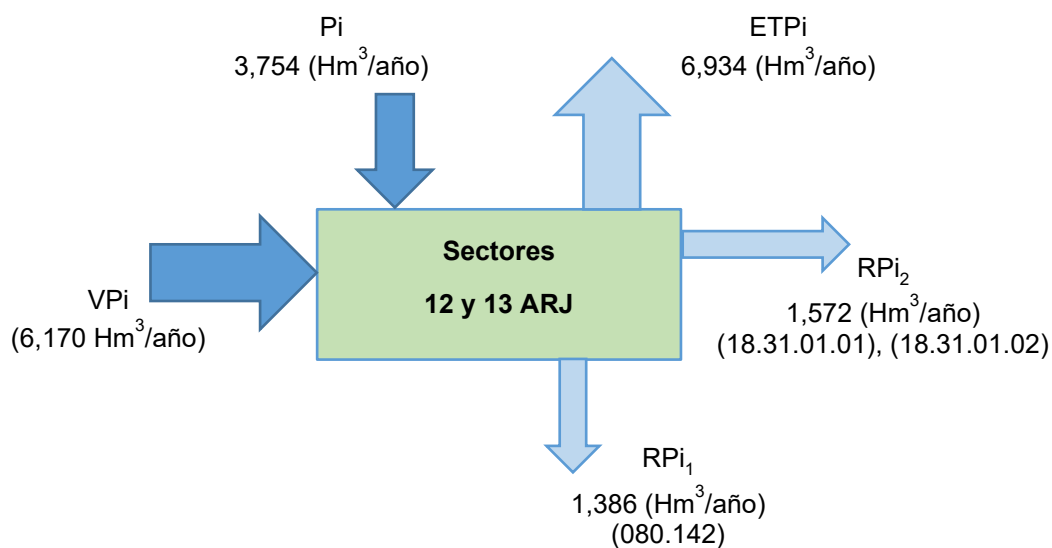 Pi
3,754 (Hm³/año)
ETPi
6,934 (Hm³/año)
VPi
(6,170 Hm³/año)
Sectores
12 y 13 ARJ
RPi₂
1,572 (Hm³/año)
(18.31.01.01), (18.31.01.02)
RPi₁
1,386 (Hm³/año)
(080.142)